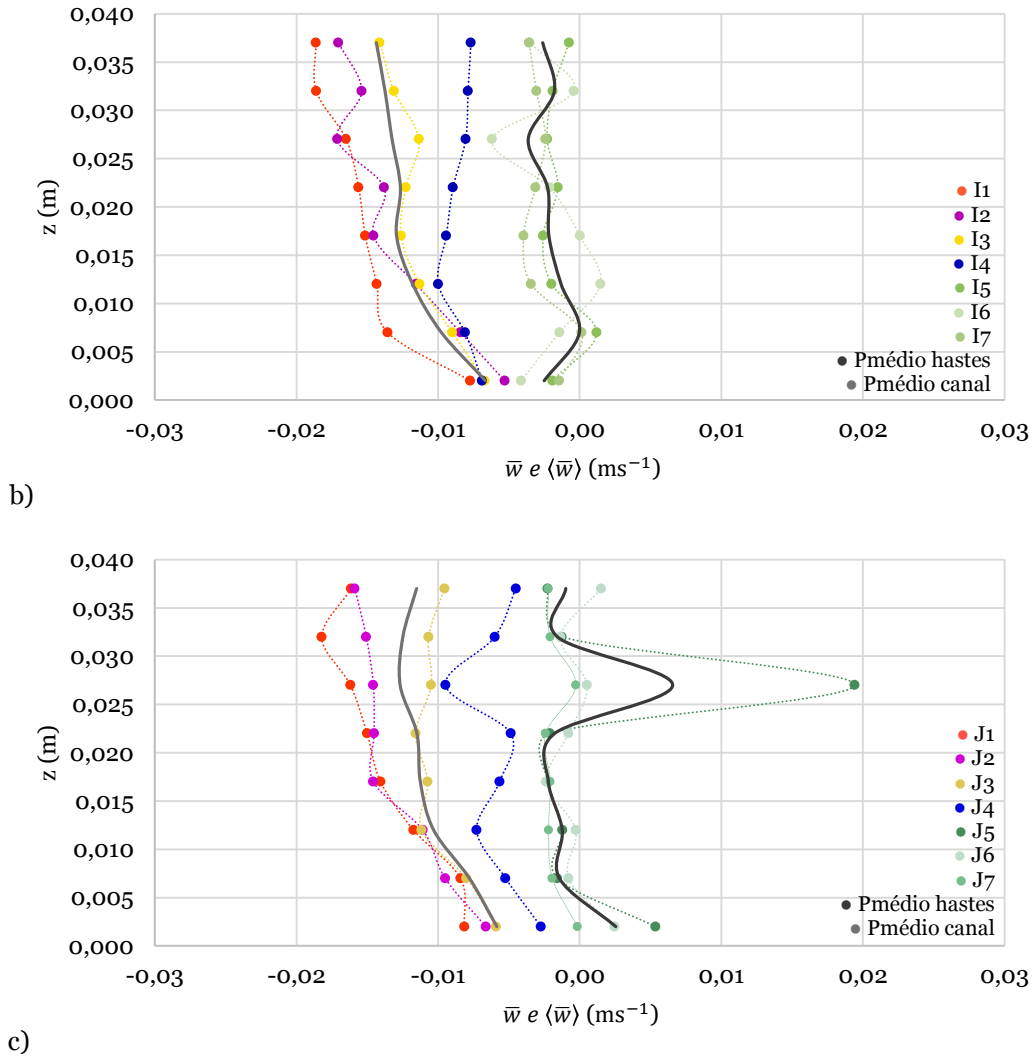 0,040
0,035
0,030
0,025
0,020
0,015
0,010
0,005
0,000
z (m)
-0,03 -0,02 -0,01 0,00 0,01 0,02 0,03
w̅ e ⟨w̅⟩ (ms⁻¹)
I1
I2
I3
I4
I5
I6
I7
Pmédio hastes
Pmédio canal
b)
0,040
0,035
0,030
0,025
0,020
0,015
0,010
0,005
0,000
z (m)
-0,03 -0,02 -0,01 0,00 0,01 0,02 0,03
w̅ e ⟨w̅⟩ (ms⁻¹)
J1
J2
J3
J4
J5
J6
J7
Pmédio hastes
Pmédio canal
c)